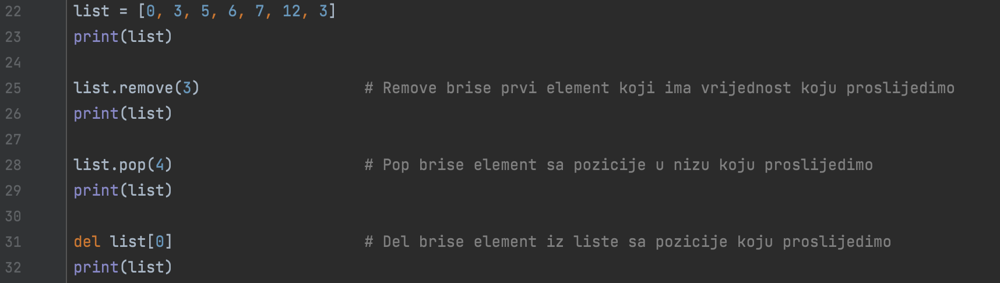 22 list = [0, 3, 5, 6, 7, 12, 3]
23 print(list)
24
25 list.remove(3) # Remove brise prvi element koji ima vrijednost koju proslijedimo
26 print(list)
27
28 list.pop(4) # Pop brise element sa pozicije u nizu koju proslijedimo
29 print(list)
30
31 del list[0] # Del brise element iz liste sa pozicije koju proslijedimo
32 print(list)